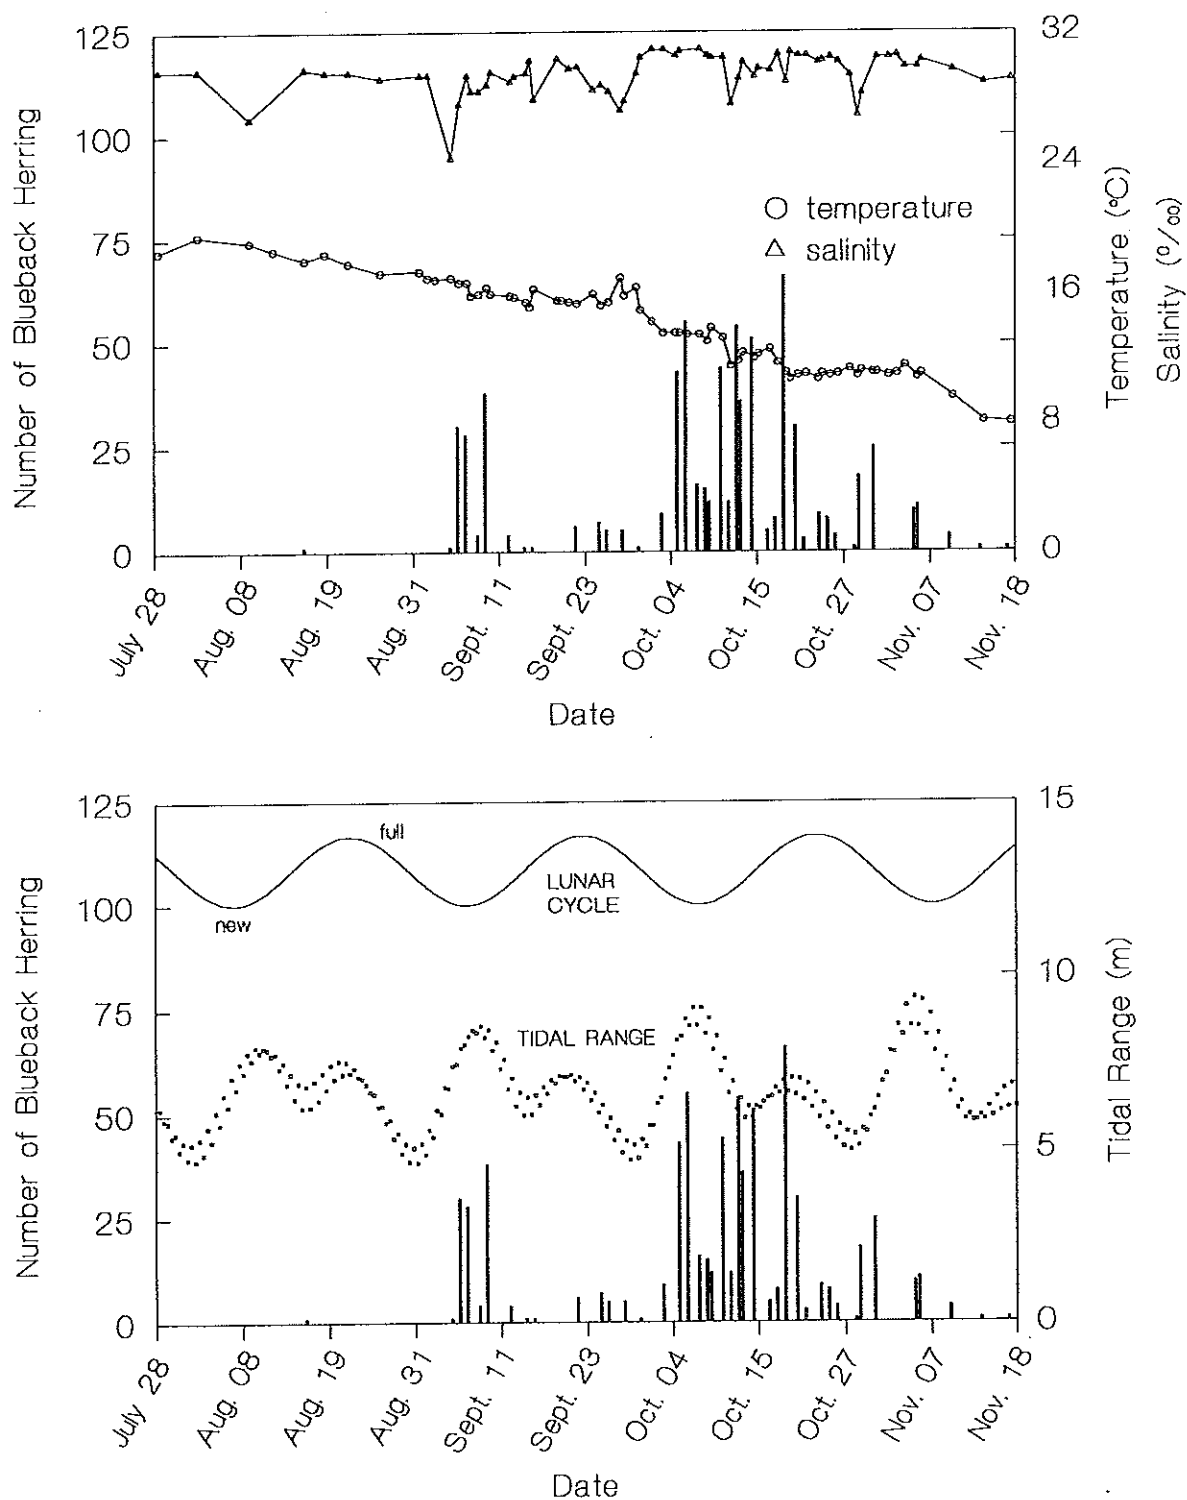 125
100
75
50
25
0
Number of Blueback Herring
32
24
16
8
0
Temperature (°C)
Salinity (º/∞)
temperature
salinity
July 28
Aug. 08
Aug. 19
Aug. 31
Sept. 11
Sept. 23
Oct. 04
Oct. 15
Oct. 27
Nov. 07
Nov. 18
Date
125
100
75
50
25
0
Number of Blueback Herring
15
10
5
0
Tidal Range (m)
full
new
LUNAR
CYCLE
TIDAL RANGE
July 28
Aug. 08
Aug. 19
Aug. 31
Sept. 11
Sept. 23
Oct. 04
Oct. 15
Oct. 27
Nov. 07
Nov. 18
Date